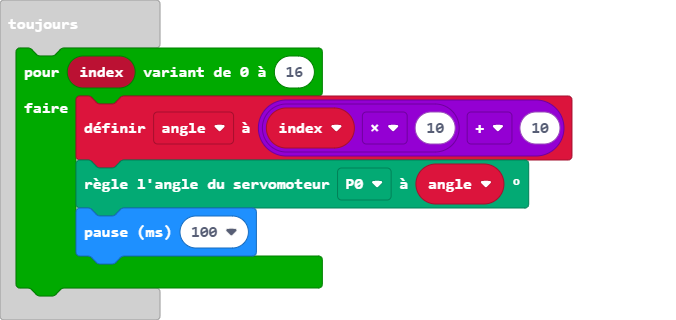 toujours
pour index variant de 0 à 16
faire
définir angle à index × 10 + 10
règle l'angle du servomoteur P0 à angle °
pause (ms) 100